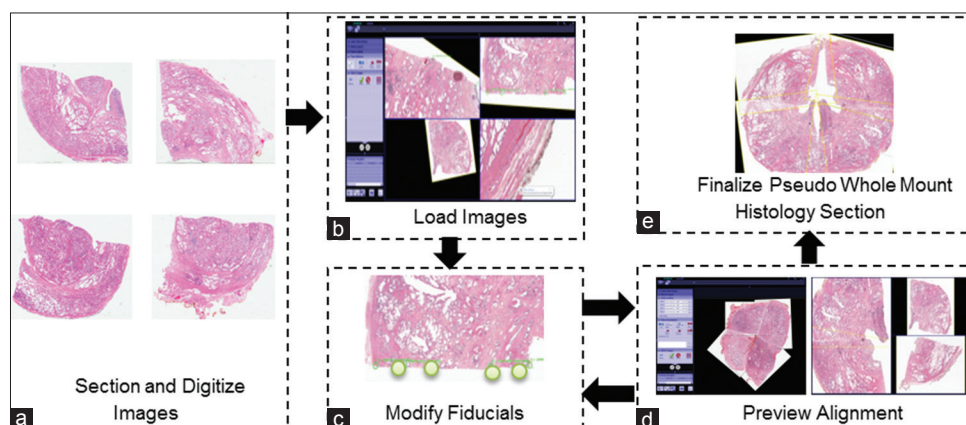 Section and Digitize
Images
a
Load Images
b
Modify Fiducials
c
Preview Alignment
d
Finalize Pseudo Whole Mount
Histology Section
e